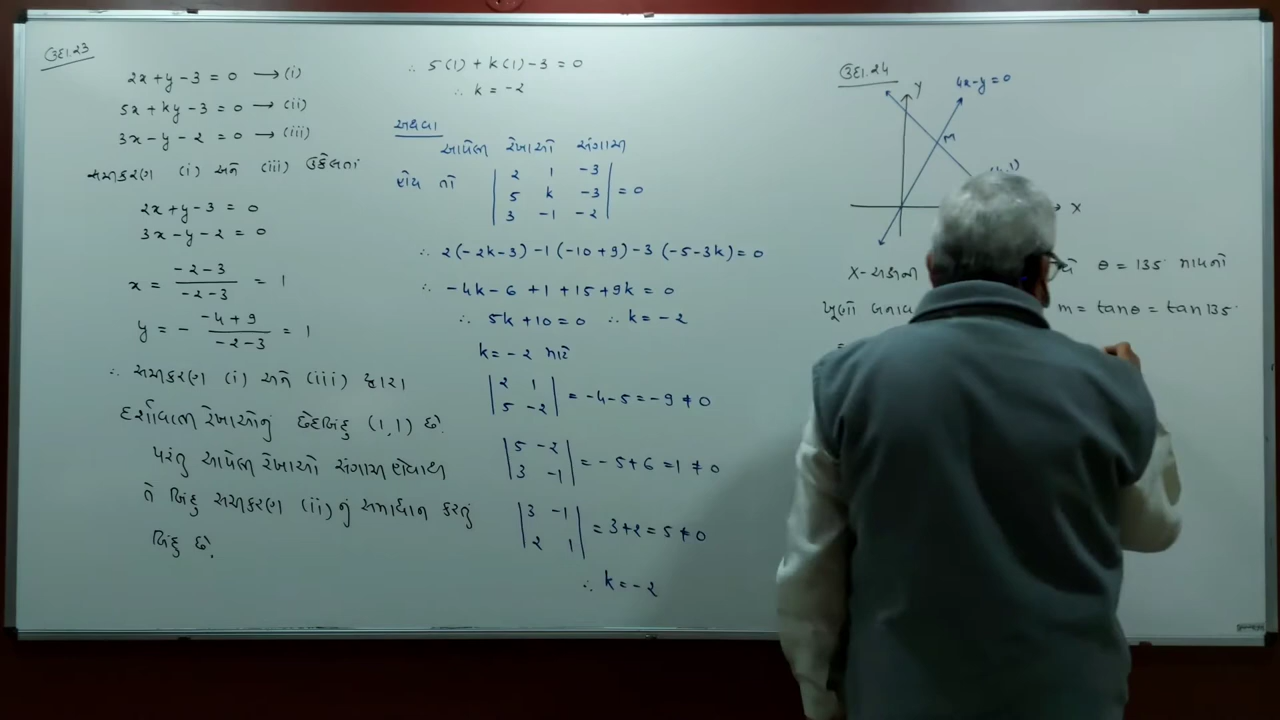 ઉદા.23
2x + y - 3 = 0 → (i)
5x + ky - 3 = 0 → (ii)
3x - y - 2 = 0 → (iii)
સમીકરણ (i) અને (iii) ઉકેલતાં
2x + y - 3 = 0
3x - y - 2 = 0
x = (-2-3)/(-2-3) = 1
y = - (-4+9)/(-2-3) = 1
∴ સમીકરણ (i) અને (iii) દ્વારા
દર્શાવાતી રેખાઓનું છેદબિંદુ (1,1) છે.
પરંતુ આપેલી રેખાઓ સંગામી હોવાથી
તે બિંદુ સમીકરણ (ii) નું સમાધાન કરતું
બિંદુ છે.
∴ 5(1) + k(1) - 3 = 0
∴ k = -2
અથવા
આપેલી રેખાઓ સંગામી
હોય તો | 2 1 -3 |
| 5 k -3 | = 0
| 3 -1 -2 |
∴ 2(-2k-3) - 1(-10+9) - 3(-5-3k) = 0
∴ -4k - 6 + 1 + 15 + 9k = 0
∴ 5k + 10 = 0 ∴ k = -2
k = -2 માટે
| 2 1 |
| 5 -2 | = -4-5 = -9 ≠ 0
| 5 -2 |
| 3 -1 | = -5+6 = 1 ≠ 0
| 3 -1 |
| 2 1 | = 3+2 = 5 ≠ 0
∴ k = -2
ઉદા.24
Y
4x-y=0
M
X
X-અક્ષની
θ = 135° માપનો
ખૂણો બનાવ
m = tanθ = tan135°
=